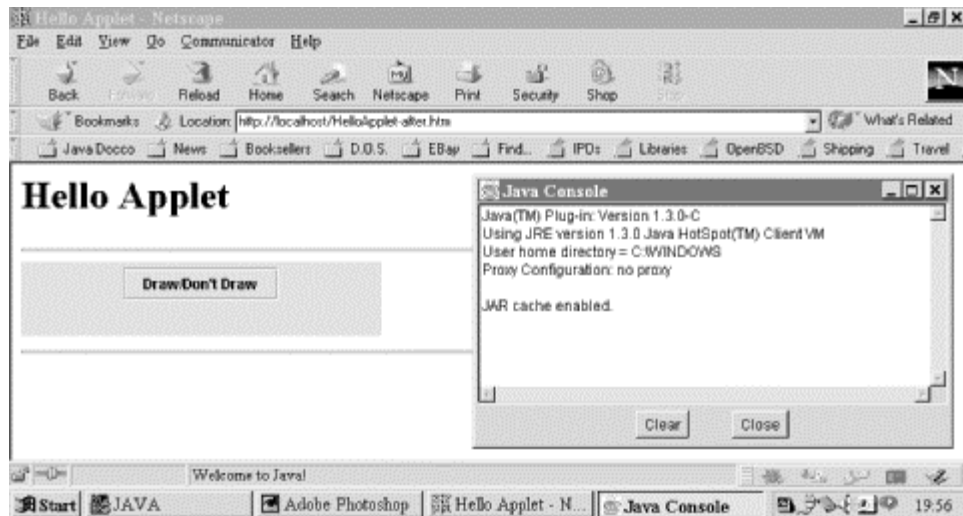 Hello Applet - Netscape
File Edit View Go Communicator Help
Back Forward Reload Home Search Netscape Print Security Shop Stop
Bookmarks Location: http://localhost/HelloApplet-after.htm What's Related
Java Docco News Booksellers D.O.S. EBay Find... IPDs Libraries OpenBSD Shipping Travel
Hello Applet
Draw/Don't Draw
Java Console
Java(TM) Plug-in: Version 1.3.0-C
Using JRE version 1.3.0 Java HotSpot(TM) Client VM
User home directory = C:\WINDOWS
Proxy Configuration: no proxy
JAR cache enabled.
Clear Close
Welcome to Java!
Start JAVA Adobe Photoshop Hello Applet - N... Java Console 19:56